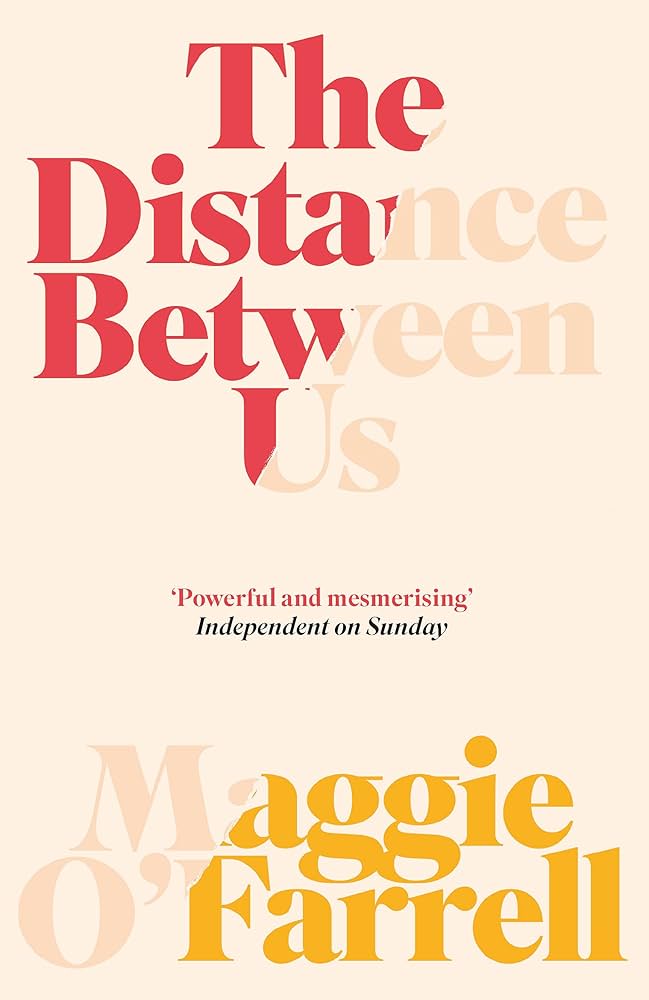 The
Distance
Between
Us
‘Powerful and mesmerising’
Independent on Sunday
Maggie
O’Farrell